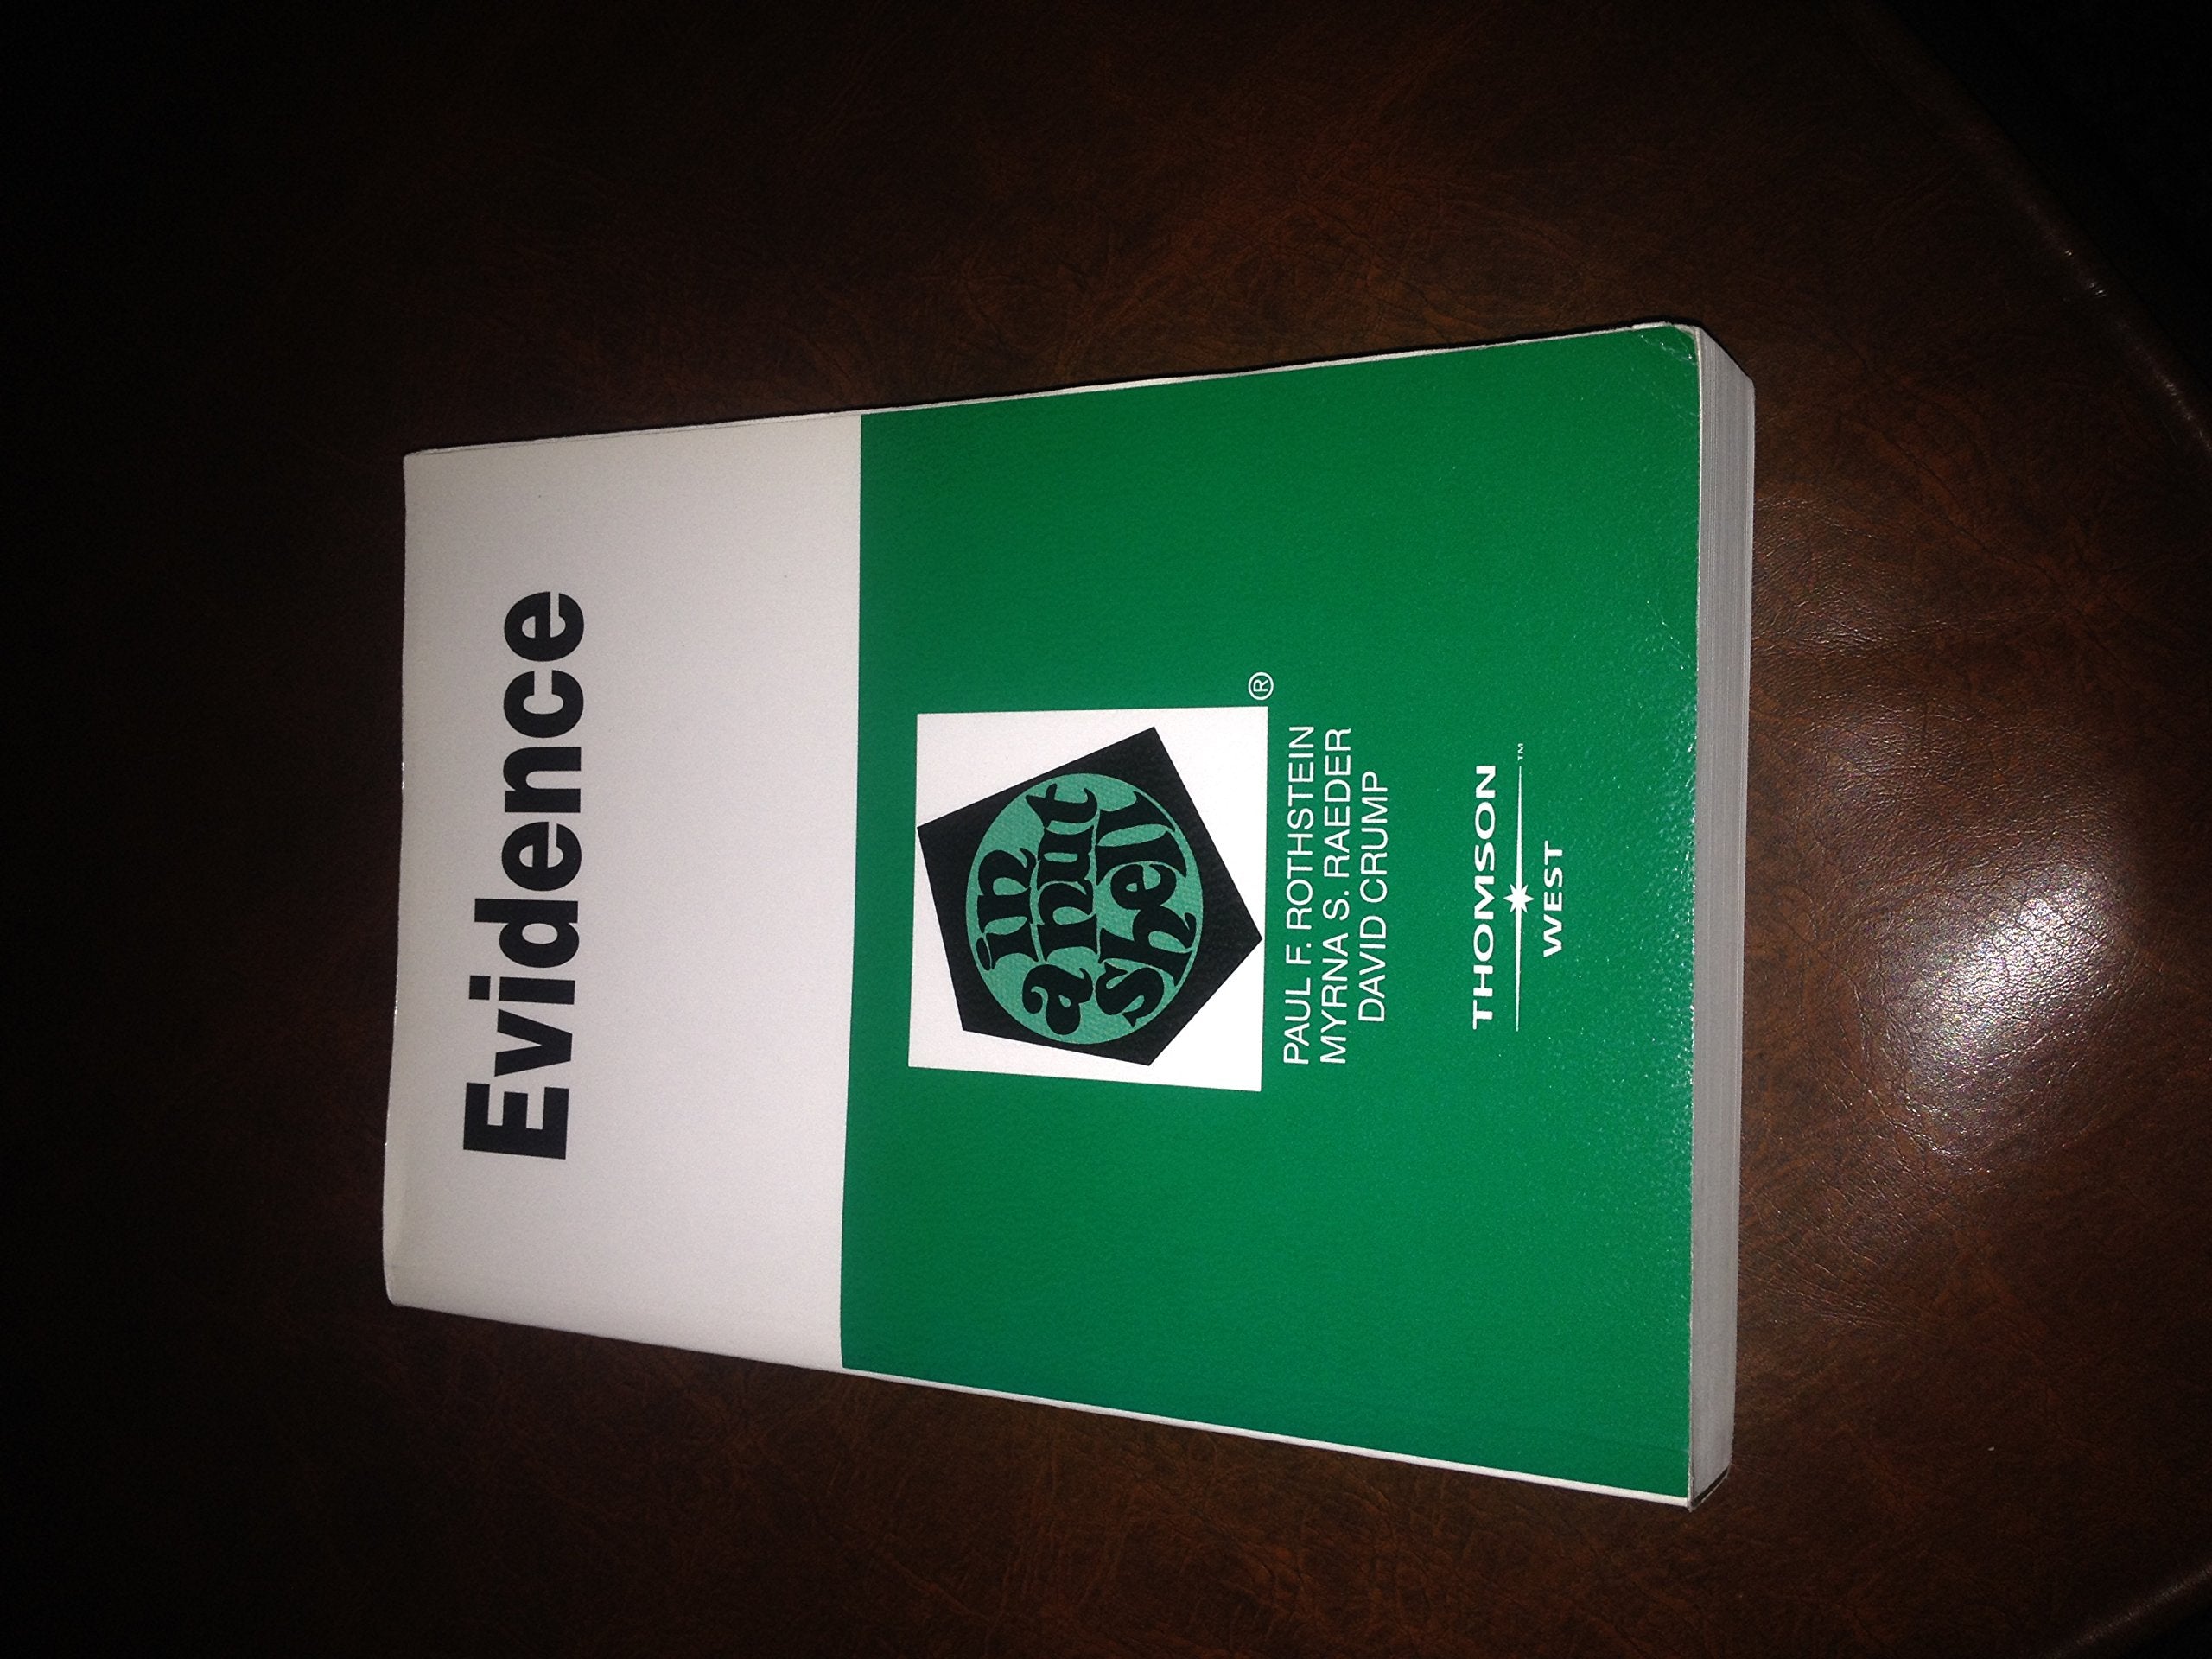 Evidence
in
a nut
shell
®
PAUL F. ROTHSTEIN
MYRNA S. RAEDER
DAVID CRUMP
THOMSON
™
WEST